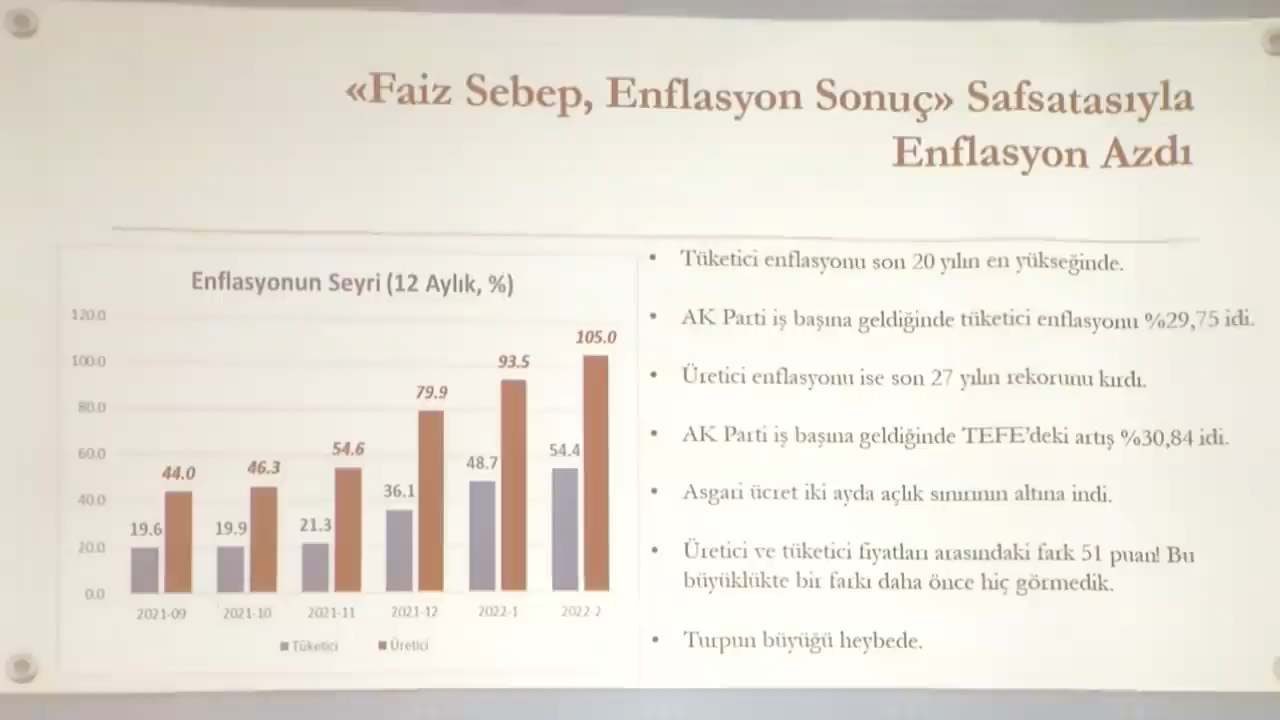 «Faiz Sebep, Enflasyon Sonuç» Safsatasıyla
Enflasyon Azdı
Enflasyonun Seyri (12 Aylık, %)
120.0
100.0
80.0
60.0
40.0
20.0
0.0
19.6
44.0
19.9
46.3
21.3
54.6
36.1
79.9
48.7
93.5
54.4
105.0
2021-09
2021-10
2021-11
2021-12
2022-1
2022-2
Tüketici
Üretici
• Tüketici enflasyonu son 20 yılın en yükseğinde.
• AK Parti iş başına geldiğinde tüketici enflasyonu %29,75 idi.
• Üretici enflasyonu ise son 27 yılın rekorunu kırdı.
• AK Parti iş başına geldiğinde TEFE'deki artış %30,84 idi.
• Asgari ücret iki ayda açlık sınırının altına indi.
• Üretici ve tüketici fiyatları arasındaki fark 51 puan! Bu
büyüklükte bir farkı daha önce hiç görmedik.
• Turpun büyüğü heybede.